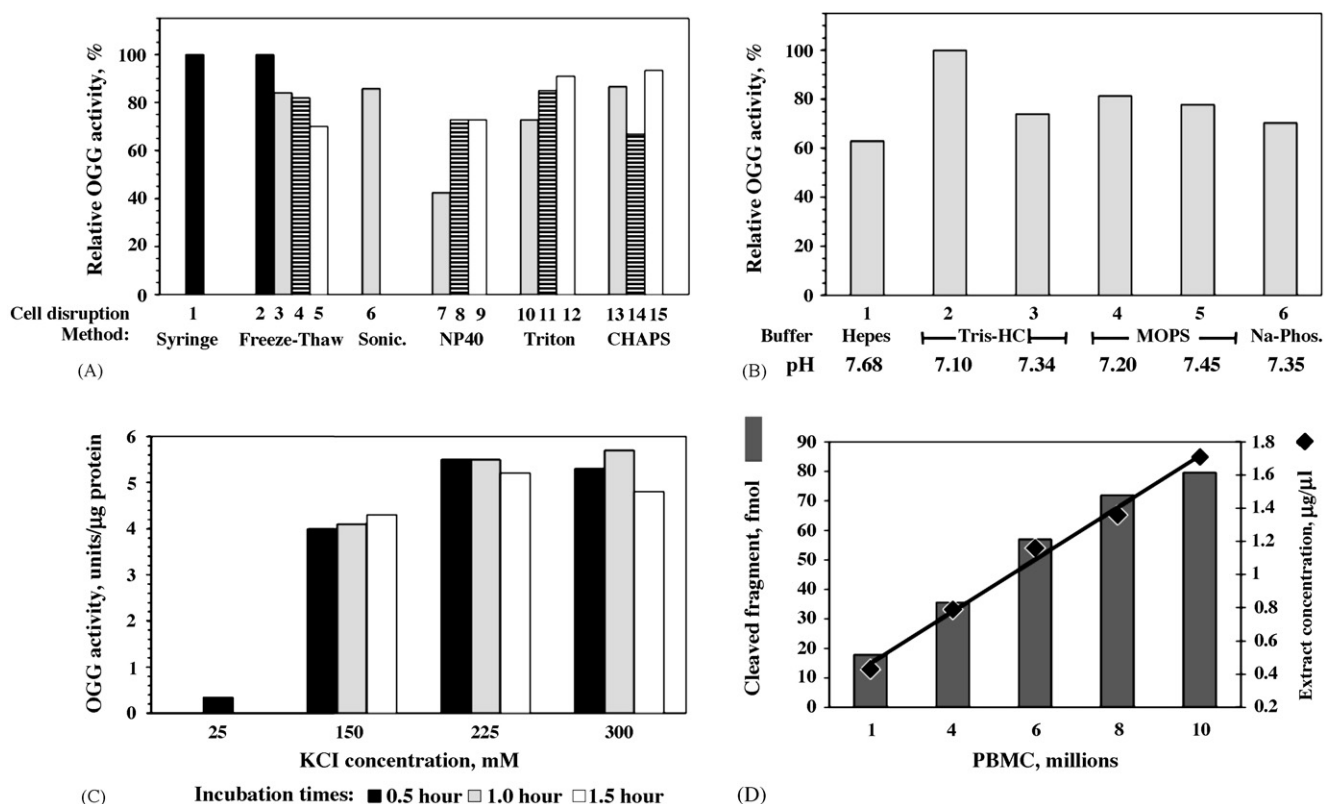 Relative OGG activity, %
120
100
80
60
40
20
0
Cell disruption
Method:
1 2 3 4 5 6 7 8 9 10 11 12 13 14 15
Syringe Freeze-Thaw Sonic. NP40 Triton CHAPS
(A)
Relative OGG activity, %
100
80
60
40
20
0
1 2 3 4 5 6
Buffer Hepes Tris-HCl MOPS Na-Phos.
pH 7.68 7.10 7.34 7.20 7.45 7.35
(B)
OGG activity, units/µg protein
6
5
4
3
2
1
0
25 150 225 300
KCl concentration, mM
(C) Incubation times: 0.5 hour 1.0 hour 1.5 hour
Cleaved fragment, fmol
90
80
70
60
50
40
30
20
10
0
1.8
1.6
1.4
1.2
1
0.8
0.6
0.4
0.2
Extract concentration, µg/µl
1 4 6 8 10
PBMC, millions
(D)